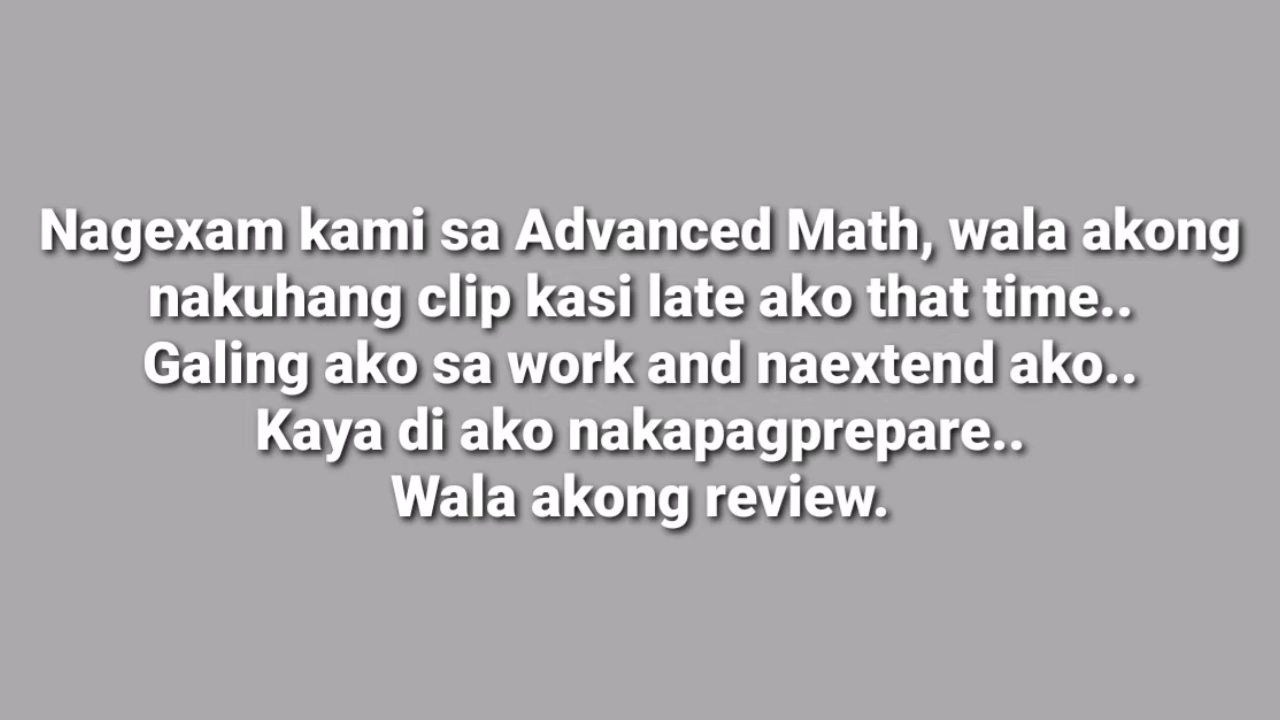 Nagexam kami sa Advanced Math, wala akong
nakuhang clip kasi late ako that time..
Galing ako sa work and naextend ako..
Kaya di ako nakapagprepare..
Wala akong review.